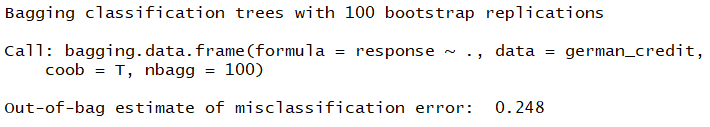 Bagging classification trees with 100 bootstrap replications
Call: bagging.data.frame(formula = response ~ ., data = german_credit,
    coob = T, nbagg = 100)
Out-of-bag estimate of misclassification error:  0.248